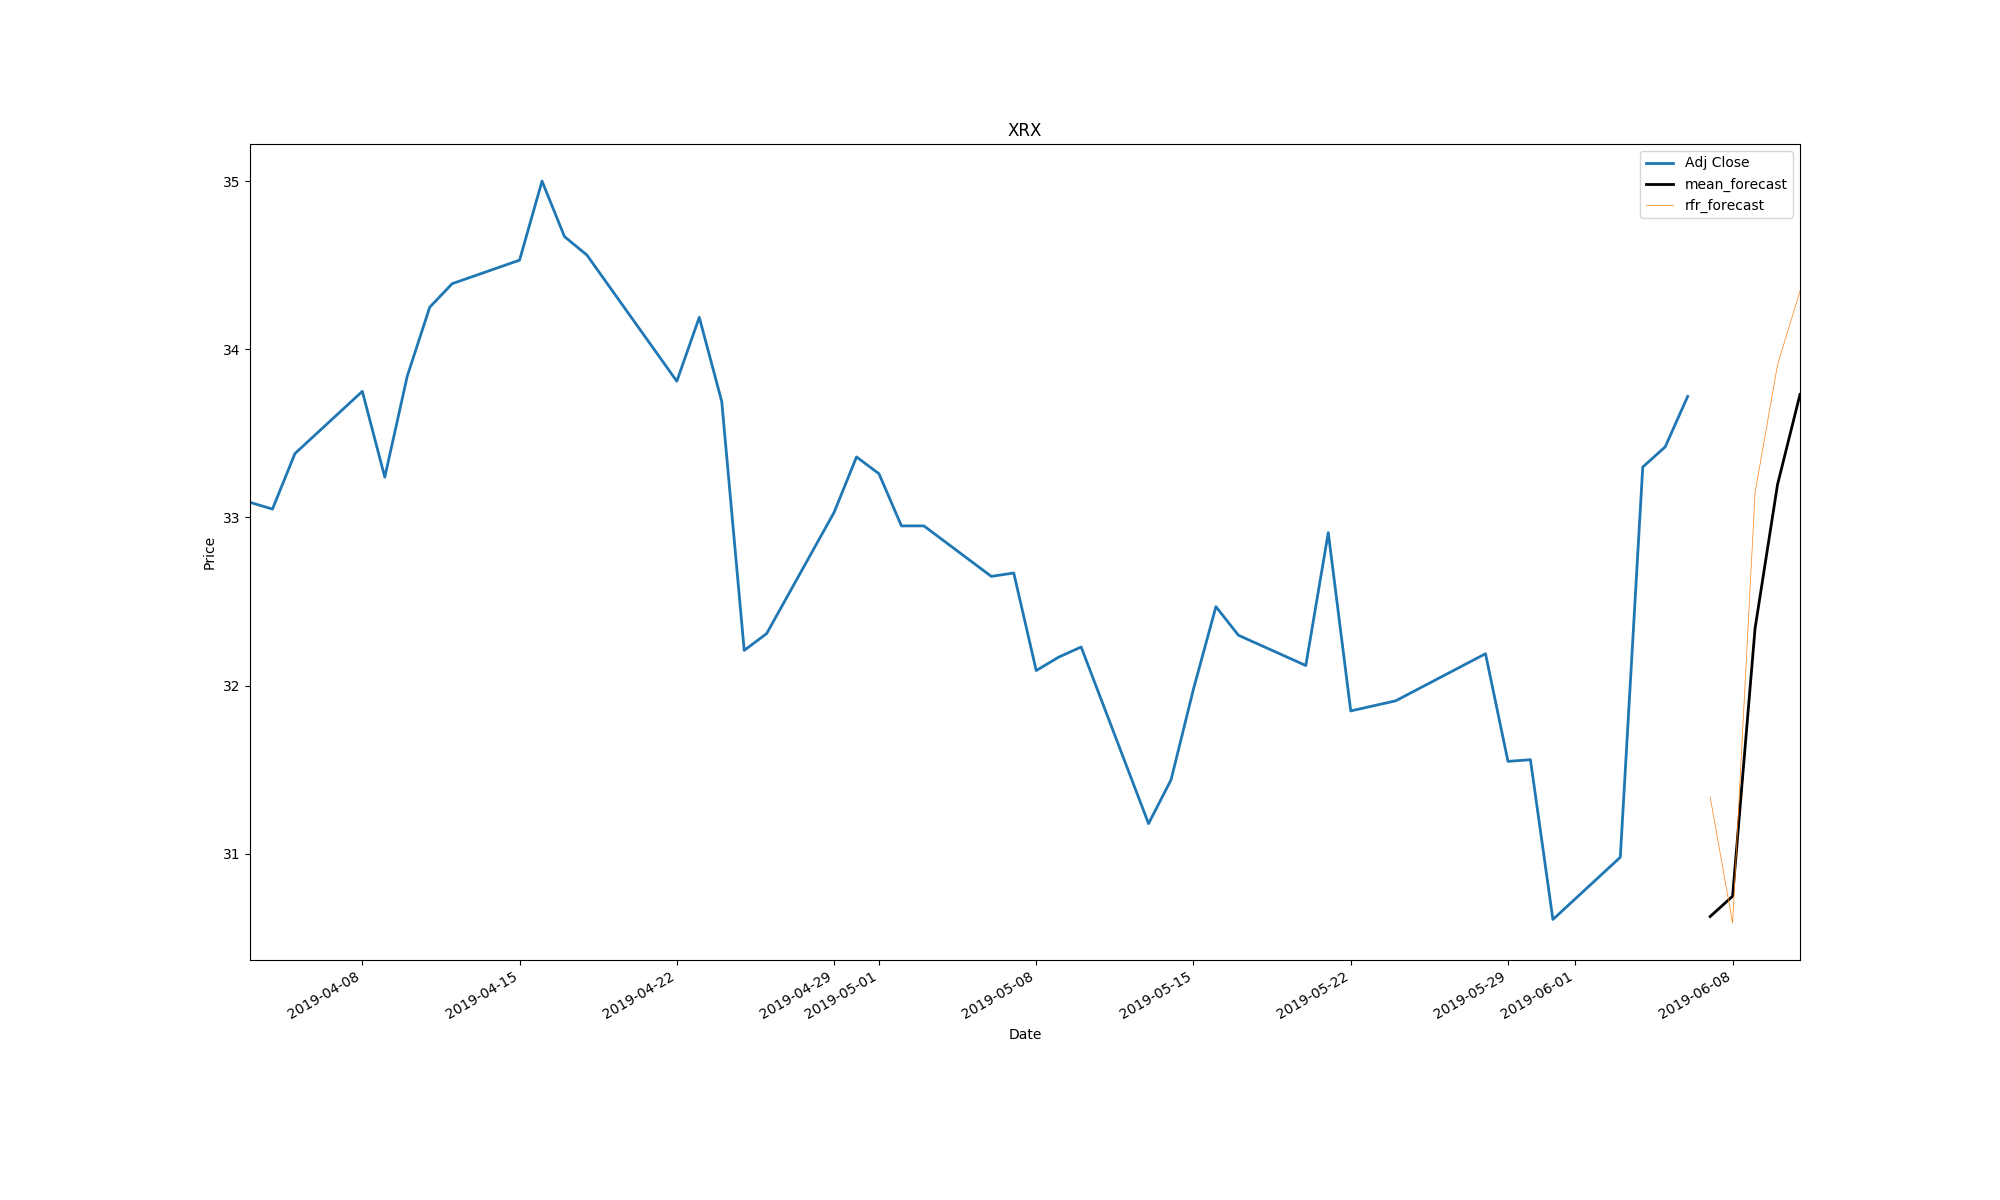 XRX
Adj Close
mean_forecast
rfr_forecast
35
34
33
32
31
Price
2019-04-08
2019-04-15
2019-04-22
2019-04-29
2019-05-01
2019-05-08
2019-05-15
2019-05-22
2019-05-29
2019-06-01
2019-06-08
Date